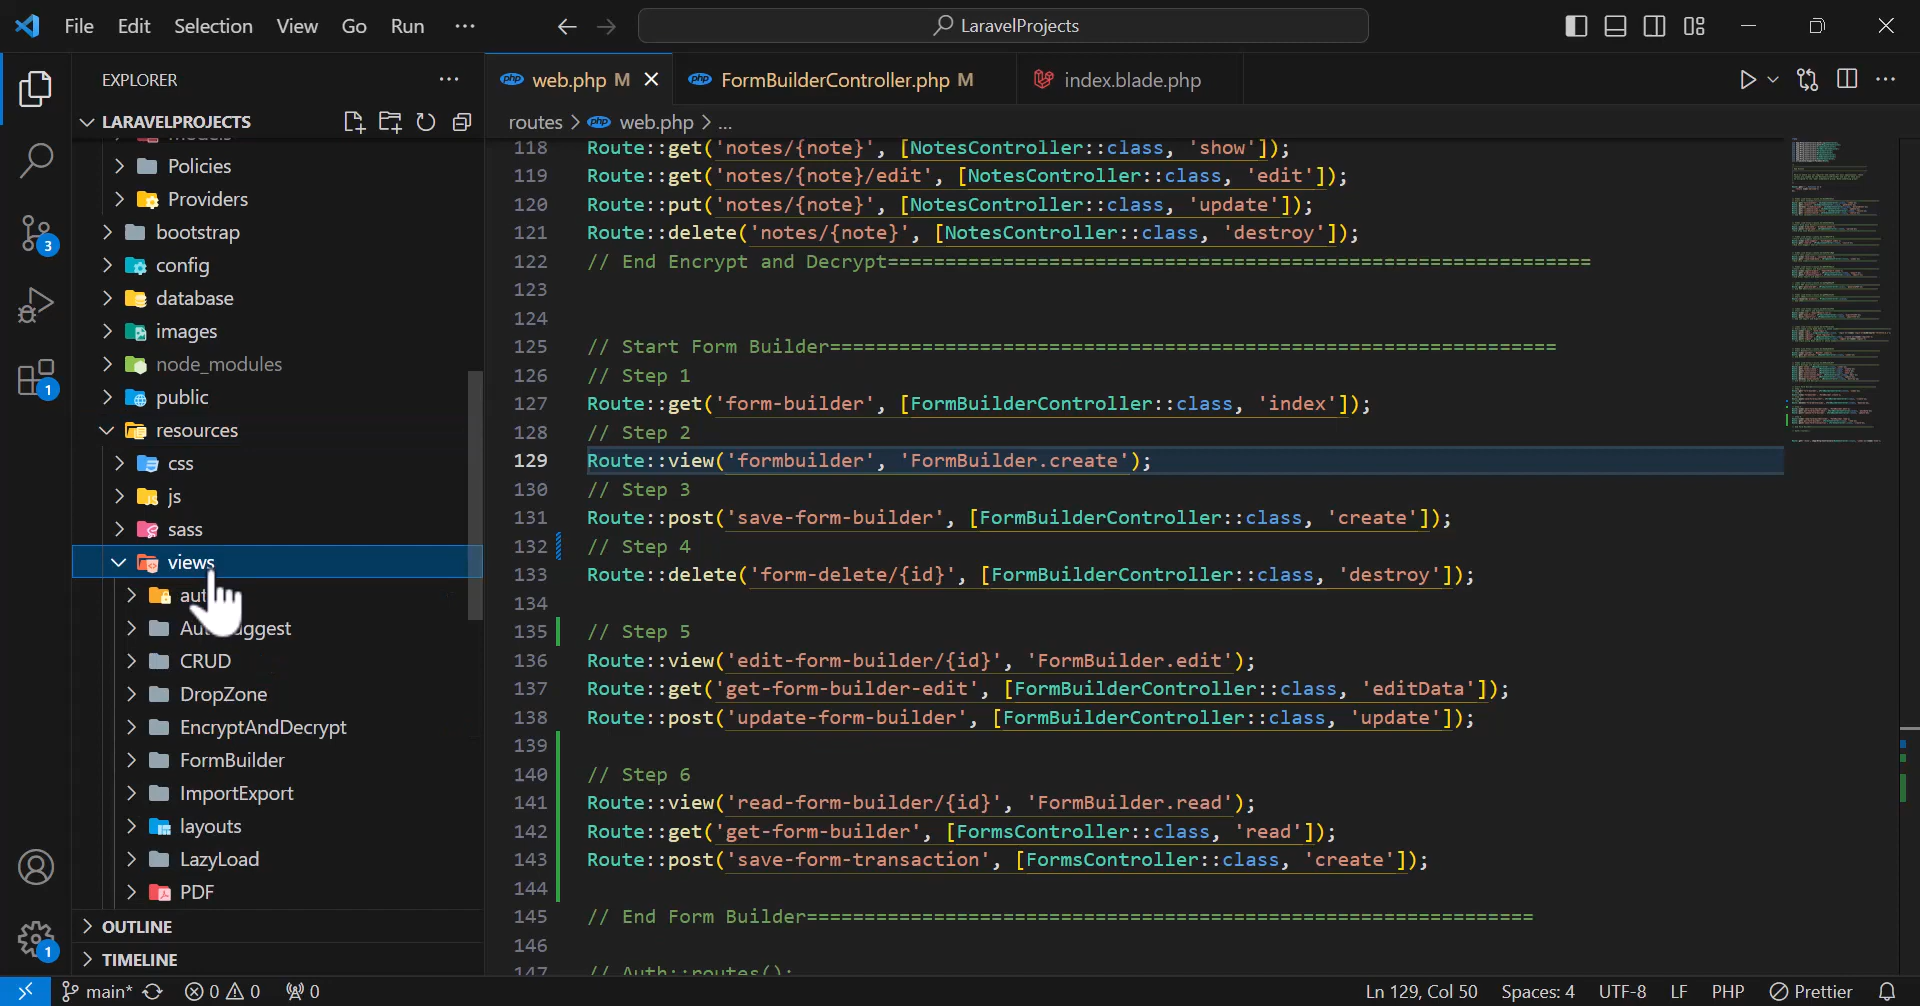 File Edit Selection View Go Run ···
LaravelProjects
EXPLORER ···
LARAVELPROJECTS
Policies
Providers
bootstrap
config
database
images
node_modules
public
resources
css
js
sass
views
CRUD
DropZone
EncryptAndDecrypt
FormBuilder
ImportExport
layouts
LazyLoad
PDF
OUTLINE
TIMELINE
3
1
1
web.php M
FormBuilderController.php M
index.blade.php
routes > web.php > ...
118 Route::get('notes/{note}', [NotesController::class, 'show']);
119 Route::get('notes/{note}/edit', [NotesController::class, 'edit']);
120 Route::put('notes/{note}', [NotesController::class, 'update']);
121 Route::delete('notes/{note}', [NotesController::class, 'destroy']);
122 // End Encrypt and Decrypt=============================================================
123
124
125 // Start Form Builder===============================================================
126 // Step 1
127 Route::get('form-builder', [FormBuilderController::class, 'index']);
128 // Step 2
129 Route::view('formbuilder', 'FormBuilder.create');
130 // Step 3
131 Route::post('save-form-builder', [FormBuilderController::class, 'create']);
132 // Step 4
133 Route::delete('form-delete/{id}', [FormBuilderController::class, 'destroy']);
134
135 // Step 5
136 Route::view('edit-form-builder/{id}', 'FormBuilder.edit');
137 Route::get('get-form-builder-edit', [FormBuilderController::class, 'editData']);
138 Route::post('update-form-builder', [FormBuilderController::class, 'update']);
139
140 // Step 6
141 Route::view('read-form-builder/{id}', 'FormBuilder.read');
142 Route::get('get-form-builder', [FormsController::class, 'read']);
143 Route::post('save-form-transaction', [FormsController::class, 'create']);
144
145 // End Form Builder===============================================================
146
147 // Auth::routes();
main* 0 0 0
Ln 129, Col 50 Spaces: 4 UTF-8 LF PHP Prettier